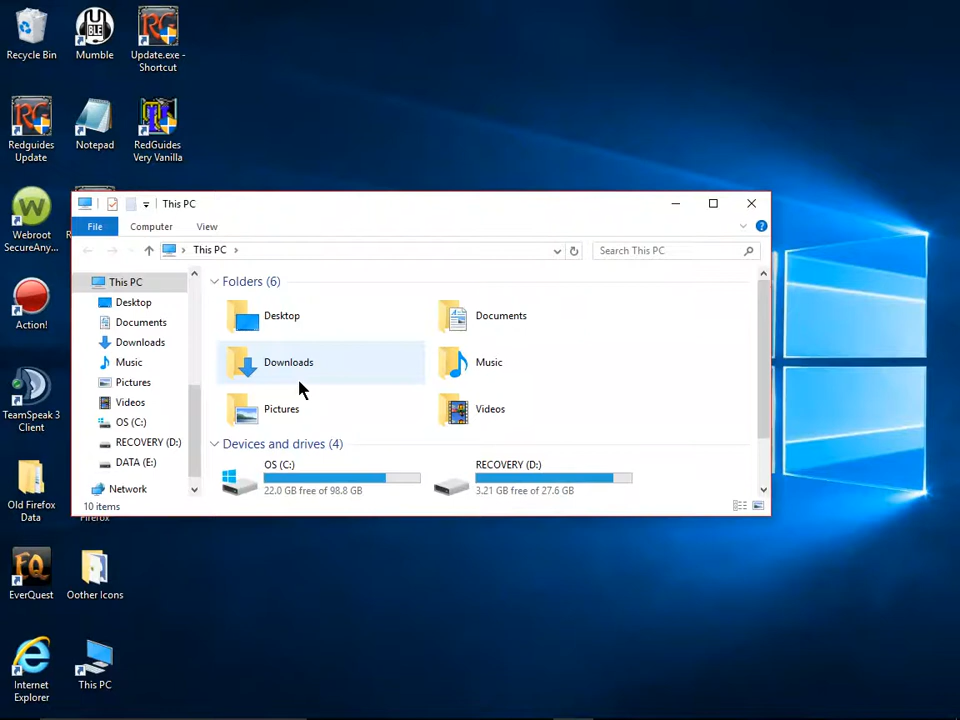 Recycle Bin
Mumble
Update.exe -
Shortcut
Redguides
Update
Notepad
RedGuides
Very Vanilla
Webroot
SecureAny...
Action!
TeamSpeak 3
Client
Old Firefox
Data
Firefox
EverQuest
Oother Icons
Internet
Explorer
This PC
This PC
File
Computer
View
This PC
Search This PC
This PC
Desktop
Documents
Downloads
Music
Pictures
Videos
OS (C:)
RECOVERY (D:)
DATA (E:)
Network
Folders (6)
Desktop
Documents
Downloads
Music
Pictures
Videos
Devices and drives (4)
OS (C:)
22.0 GB free of 98.8 GB
RECOVERY (D:)
3.21 GB free of 27.6 GB
10 items